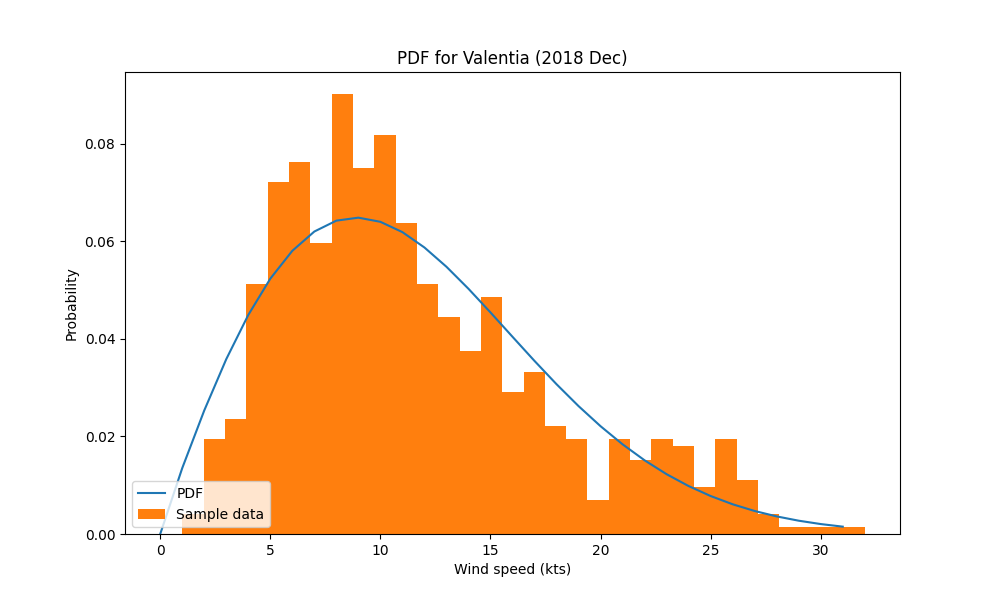 PDF for Valentia (2018 Dec)
Probability
0.08
0.06
0.04
0.02
0.00
PDF
Sample data
0 5 10 15 20 25 30
Wind speed (kts)